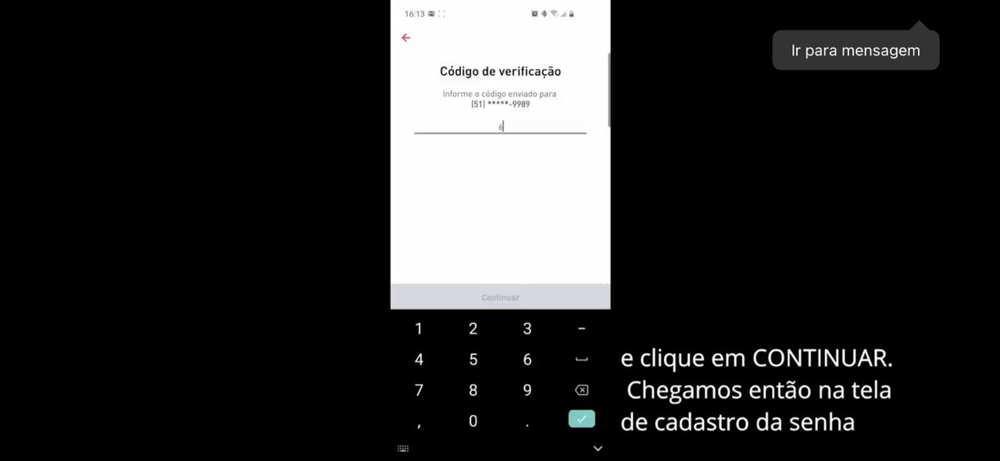 16:13
Ir para mensagem
Código de verificação
Informe o código enviado para
(51) *****-9989
6
Continuar
1 2 3 -
4 5 6
7 8 9
, 0 .
e clique em CONTINUAR.
Chegamos então na tela
de cadastro da senha